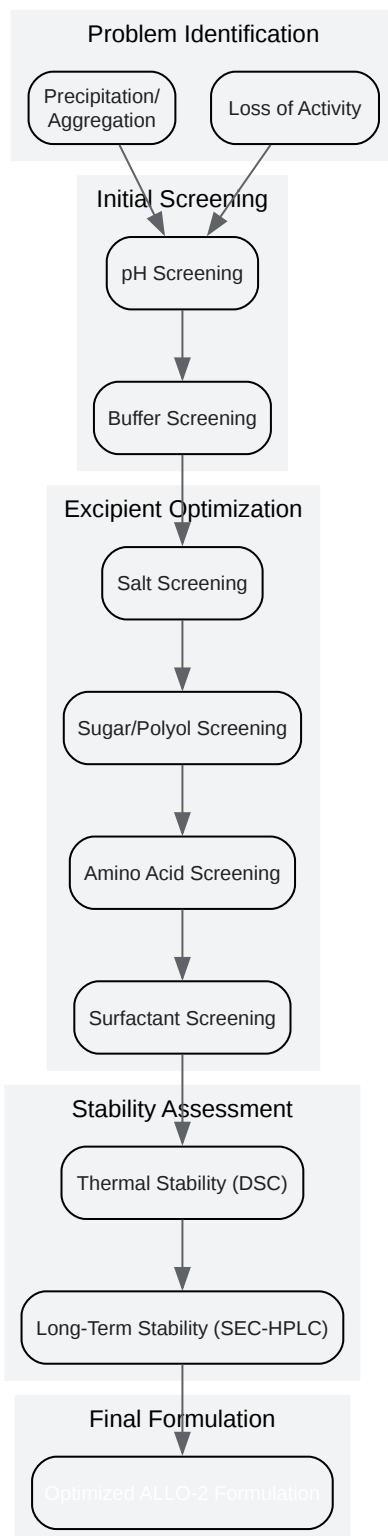 Problem Identification
Precipitation/
Aggregation
Loss of Activity
Initial Screening
pH Screening
Buffer Screening
Excipient Optimization
Salt Screening
Sugar/Polyol Screening
Amino Acid Screening
Surfactant Screening
Stability Assessment
Thermal Stability (DSC)
Long-Term Stability (SEC-HPLC)
Final Formulation
Optimized ALLO-2 Formulation